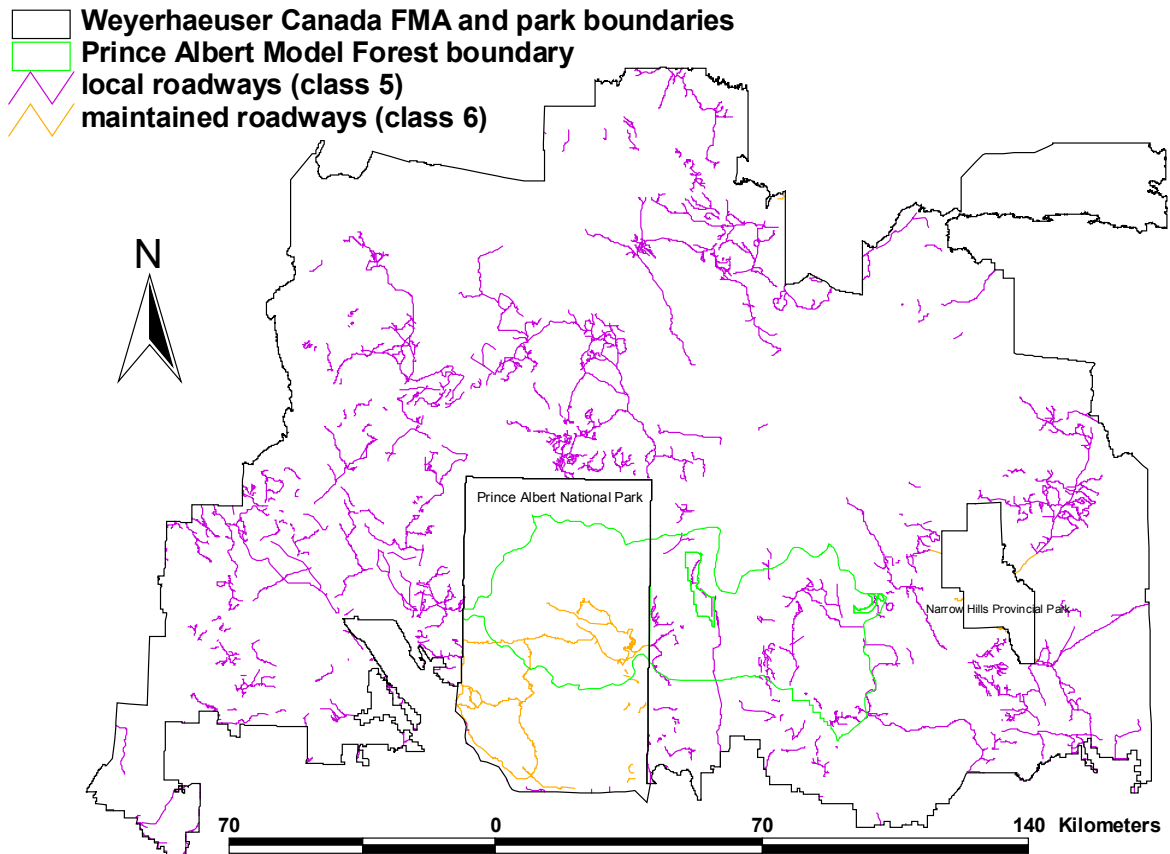 Weyerhaeuser Canada FMA and park boundaries
Prince Albert Model Forest boundary
local roadways (class 5)
maintained roadways (class 6)
N
Prince Albert National Park
Narrow Hills Provincial Park
70 0 70 140 Kilometers